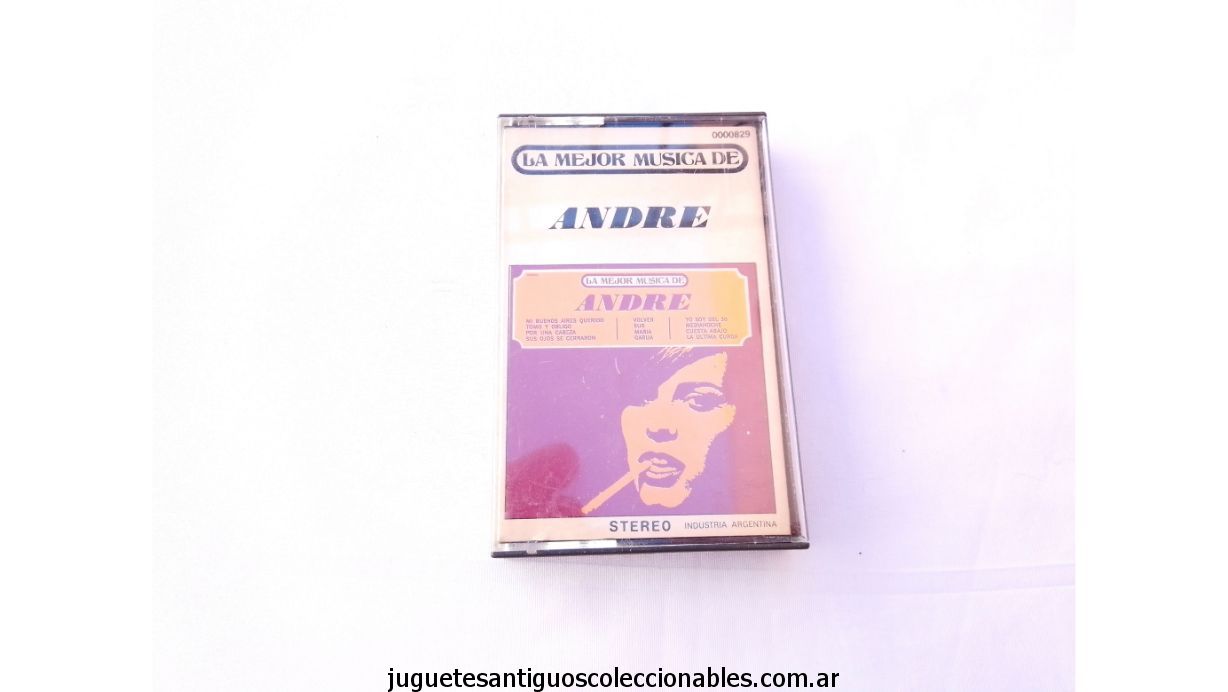 0000829
LA MEJOR MUSICA DE
ANDRE
LA MEJOR MUSICA DE
ANDRE
MI BUENOS AIRES QUERIDO
TOMO Y OBLIGO
POR UNA CABEZA
SUS OJOS SE CERRARON
VOLVER
SUR
MARIA
GARUA
YO SOY DEL 30
MEDIANOCHE
CUESTA ABAJO
LA ULTIMA CURDA
STEREO INDUSTRIA ARGENTINA
juguetesantiguoscoleccionables.com.ar